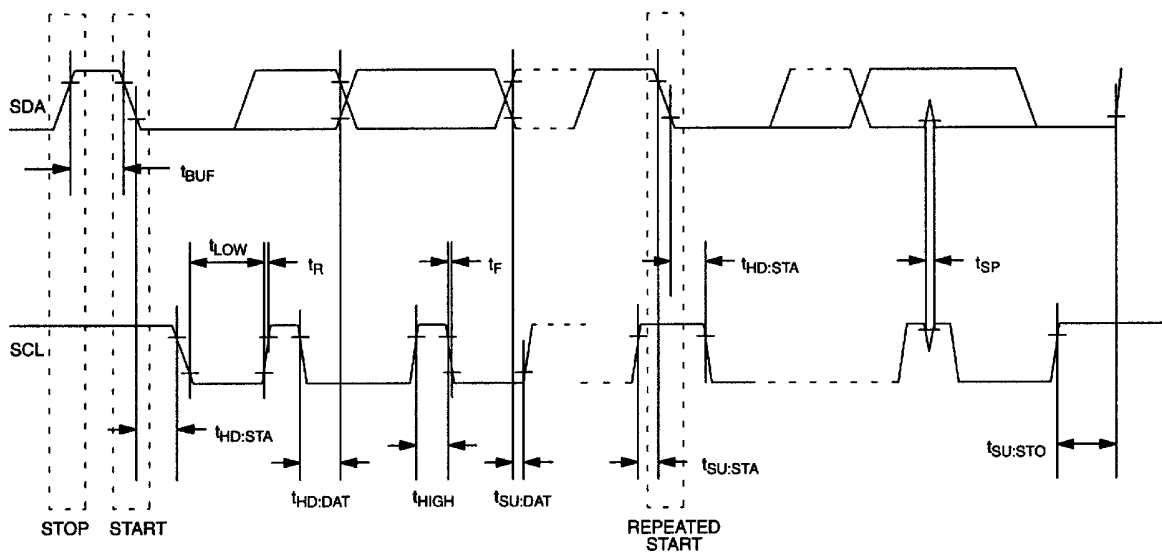 SDA
tBUF
tLOW
tR
tF
tHD:STA
tSP
SCL
tHD:STA
tSU:STA
tSU:STO
tHD:DAT
tHIGH
tSU:DAT
STOP
START
REPEATED
START